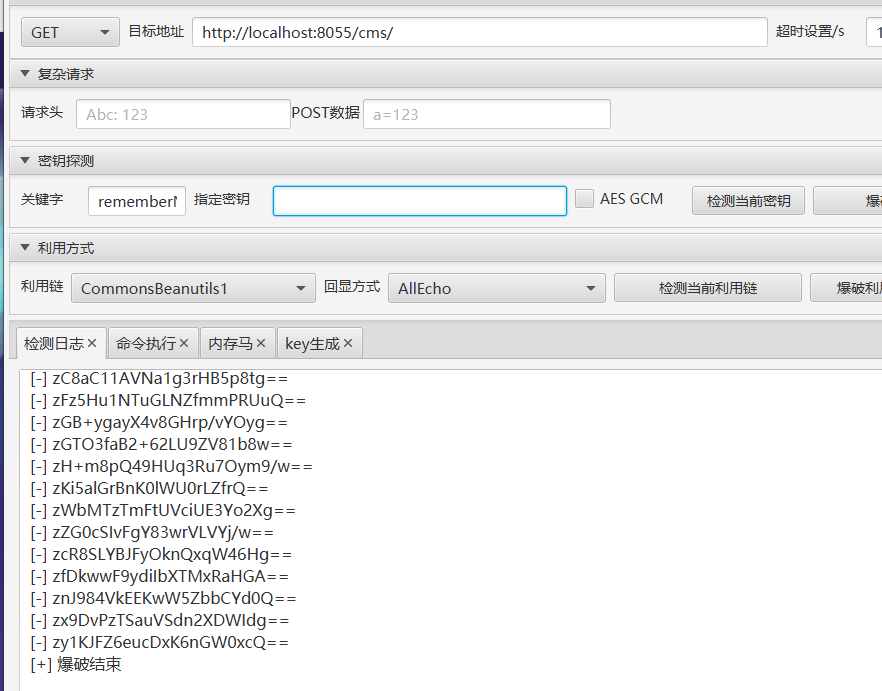 GET 目标地址 http://localhost:8055/cms/ 超时设置/s 1
复杂请求
请求头 Abc: 123 POST数据 a=123
密钥探测
关键字 remember 指定密钥 AES GCM 检测当前密钥 爆
利用方式
利用链 CommonsBeanutils1 回显方式 AllEcho 检测当前利用链 爆破利
检测日志× 命令执行× 内存马× key生成×
[-] zC8aC11AVNa1g3rHB5p8tg==
[-] zFz5Hu1NTuGLNZfmmPRUuQ==
[-] zGB+ygayX4v8GHrp/vYOyg==
[-] zGTO3faB2+62LU9ZV81b8w==
[-] zH+m8pQ49HUq3Ru7Oym9/w==
[-] zKi5alGrBnK0lWU0rLZfrQ==
[-] zWbMTzTmFtUVciUE3Yo2Xg==
[-] zZG0cSIvFgY83wrVLVYj/w==
[-] zcR8SLYBJFyOknQxqW46Hg==
[-] zfDkwwF9ydiIbXTMxRaHGA==
[-] znJ984VkEEKwW5ZbbCYd0Q==
[-] zx9DvPzTSauVSdn2XDWIdg==
[-] zy1KJFZ6eucDxK6nGW0xcQ==
[+] 爆破结束